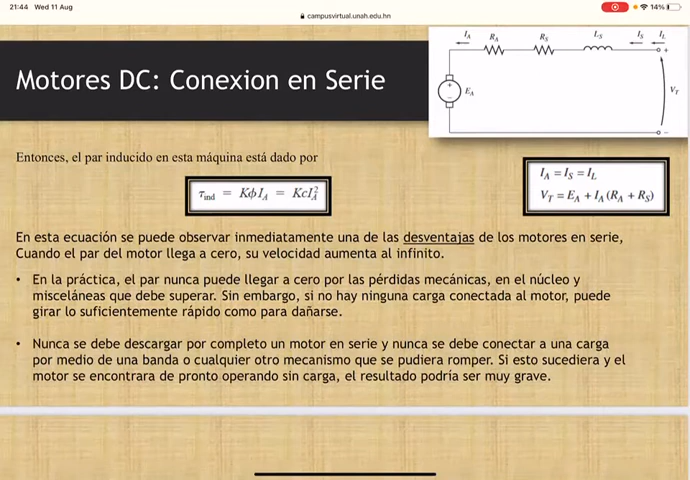 21:44 Wed 11 Aug
14%
campusvirtual.unah.edu.hn
Motores DC: Conexion en Serie
I_A R_A R_S L_S I_S I_L
+
+
E_A
V_T
–
–
Entonces, el par inducido en esta máquina está dado por
τ_ind = KϕI_A = KcI_A^2
I_A = I_S = I_L
V_T = E_A + I_A (R_A + R_S)
En esta ecuación se puede observar inmediatamente una de las desventajas de los motores en serie,
Cuando el par del motor llega a cero, su velocidad aumenta al infinito.
• En la práctica, el par nunca puede llegar a cero por las pérdidas mecánicas, en el núcleo y
misceláneas que debe superar. Sin embargo, si no hay ninguna carga conectada al motor, puede
girar lo suficientemente rápido como para dañarse.
• Nunca se debe descargar por completo un motor en serie y nunca se debe conectar a una carga
por medio de una banda o cualquier otro mecanismo que se pudiera romper. Si esto sucediera y el
motor se encontrara de pronto operando sin carga, el resultado podría ser muy grave.